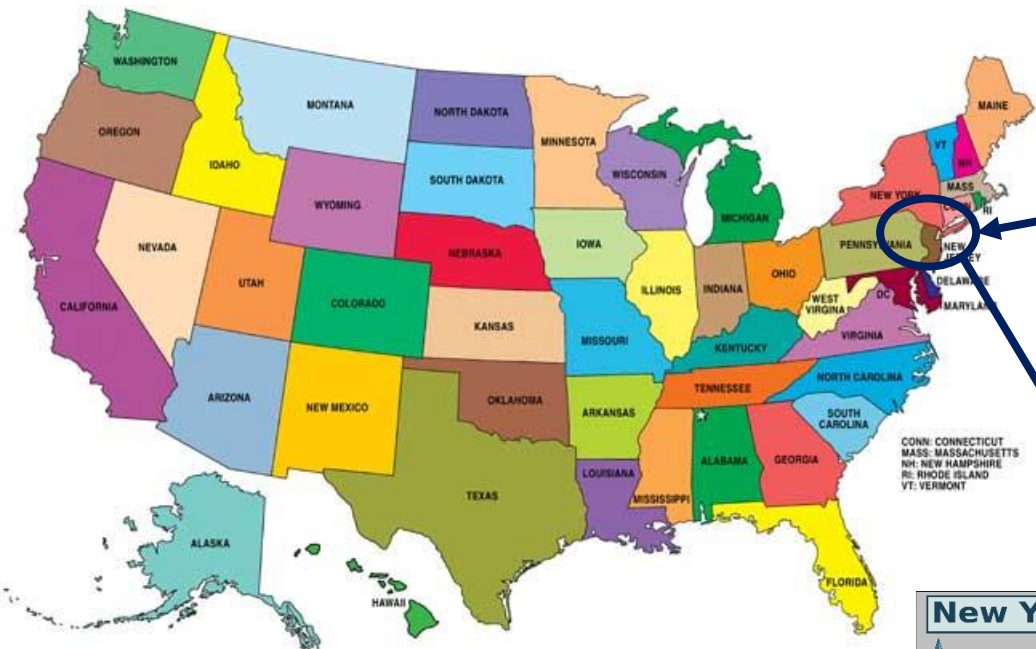 WASHINGTON
OREGON
IDAHO
MONTANA
NORTH DAKOTA
MINNESOTA
WISCONSIN
MICHIGAN
VT
NH
MAINE
NEW YORK
MASS
CONN
RI
SOUTH DAKOTA
WYOMING
NEVADA
CALIFORNIA
UTAH
COLORADO
NEBRASKA
IOWA
ILLINOIS
INDIANA
OHIO
PENNSYLVANIA
NEW
JERSEY
DELAWARE
MARYLAND
DC
WEST
VIRGINA
VIRGINIA
KENTUCKY
KANSAS
MISSOURI
ARIZONA
NEW MEXICO
OKLAHOMA
ARKANSAS
TENNESSEE
NORTH CAROLINA
SOUTH
CAROLINA
CONN: CONNECTICUT
MASS: MASSACHUSETTS
NH: NEW HAMPSHIRE
RI: RHODE ISLAND
VT: VERMONT
TEXAS
LOUISIANA
MISSISSIPPI
ALABAMA
GEORGIA
FLORIDA
ALASKA
HAWAII
New Y